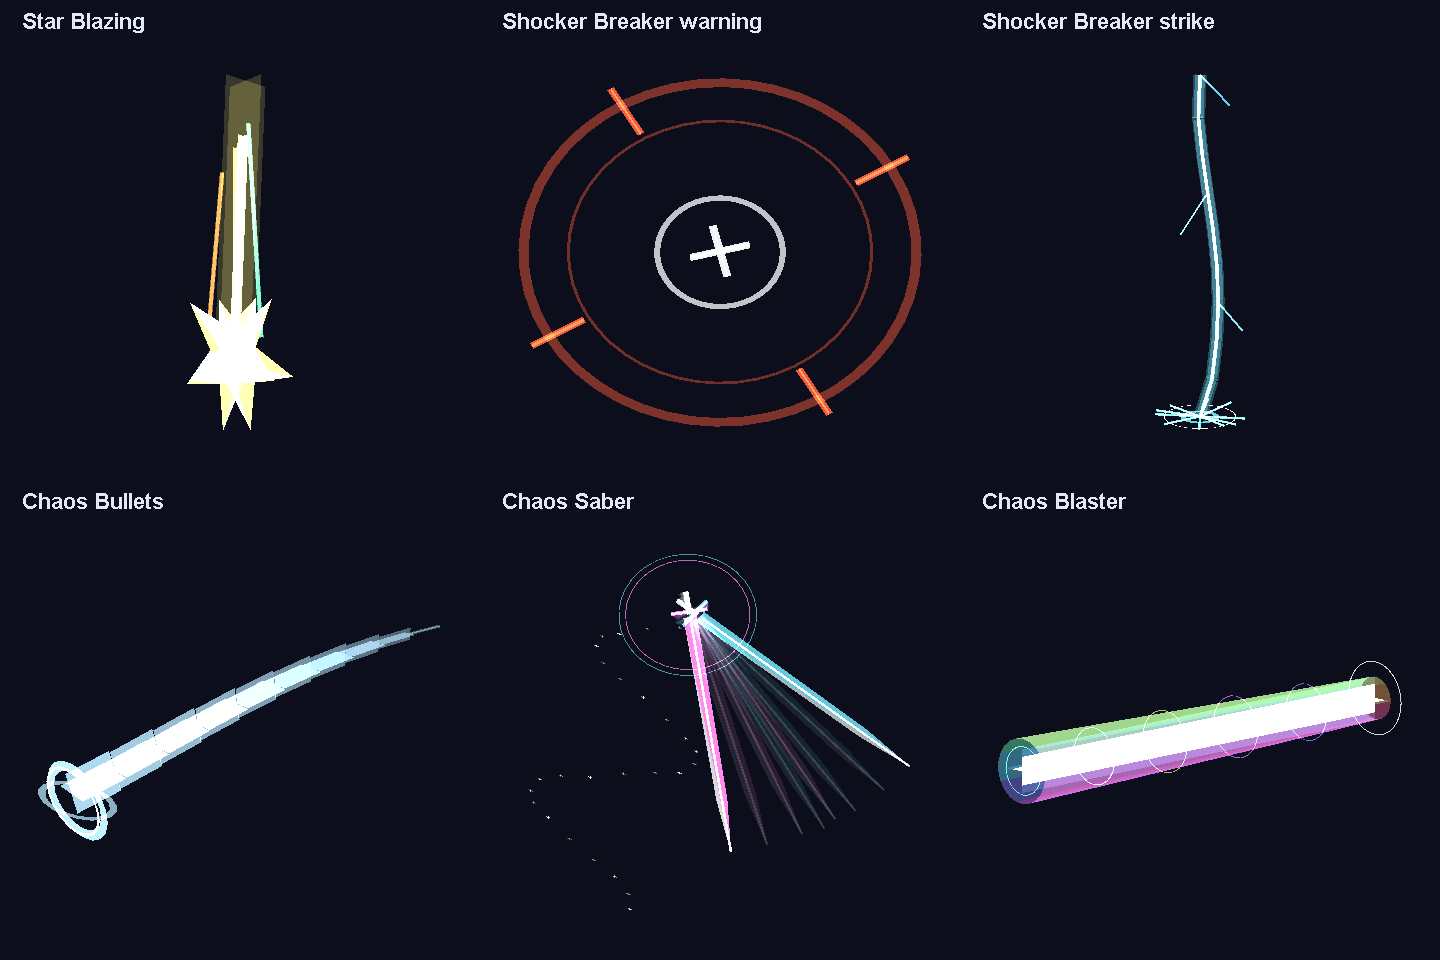 Star Blazing
Shocker Breaker warning
Shocker Breaker strike
Chaos Bullets
Chaos Saber
Chaos Blaster